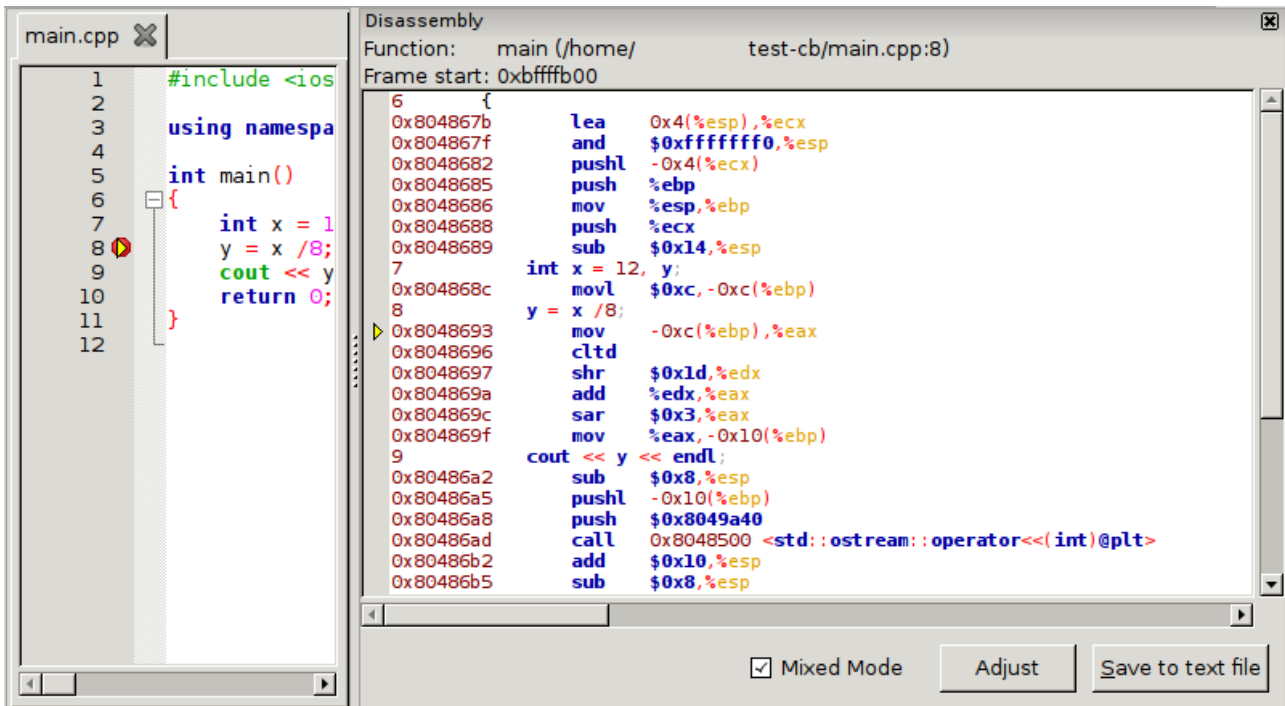 main.cpp
1 #include <ios
2
3 using namespa
4
5 int main()
6 {
7 int x = 1
8 y = x /8;
9 cout << y
10 return 0;
11 }
12
Disassembly
Function: main (/home/ test-cb/main.cpp:8)
Frame start: 0xbffffb00
6 {
0x804867b lea 0x4(%esp),%ecx
0x804867f and $0xfffffff0,%esp
0x8048682 pushl -0x4(%ecx)
0x8048685 push %ebp
0x8048686 mov %esp,%ebp
0x8048688 push %ecx
0x8048689 sub $0x14,%esp
7 int x = 12, y;
0x804868c movl $0xc,-0xc(%ebp)
8 y = x /8;
0x8048693 mov -0xc(%ebp),%eax
0x8048696 cltd
0x8048697 shr $0x1d,%edx
0x804869a add %edx,%eax
0x804869c sar $0x3,%eax
0x804869f mov %eax,-0x10(%ebp)
9 cout << y << endl;
0x80486a2 sub $0x8,%esp
0x80486a5 pushl -0x10(%ebp)
0x80486a8 push $0x8049a40
0x80486ad call 0x8048500 <std::ostream::operator<<(int)@plt>
0x80486b2 add $0x10,%esp
0x80486b5 sub $0x8,%esp
Mixed Mode
Adjust
Save to text file